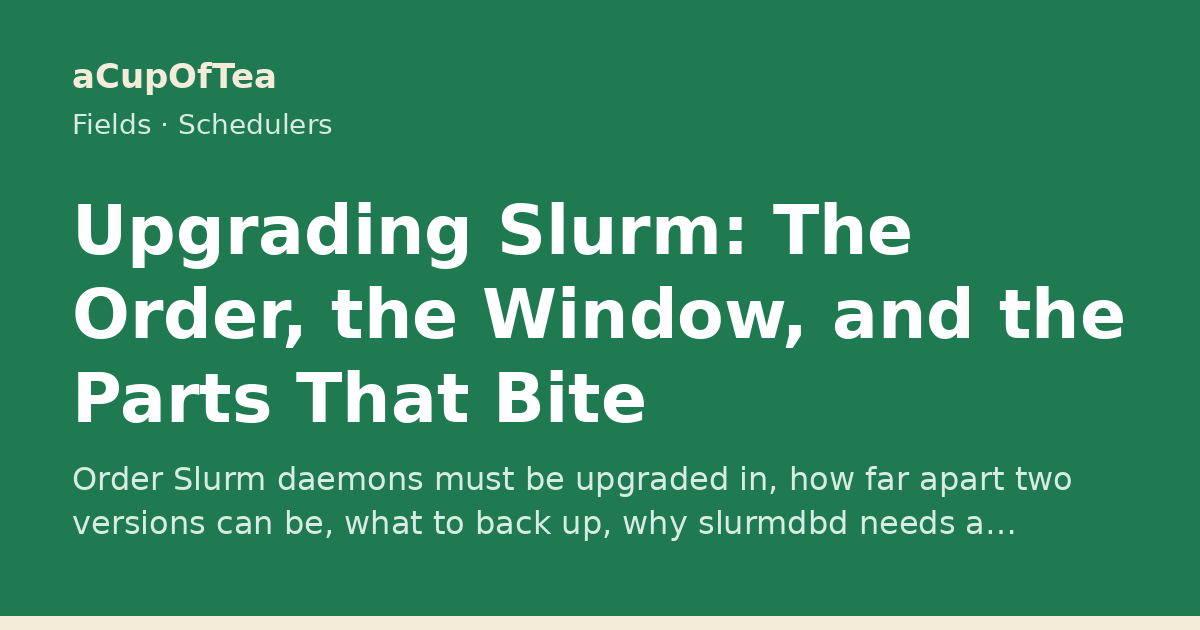 aCupOfTea
Fields · Schedulers
Upgrading Slurm: The
Order, the Window, and the
Parts That Bite
Order Slurm daemons must be upgraded in, how far apart two
versions can be, what to back up, why slurmdbd needs a…